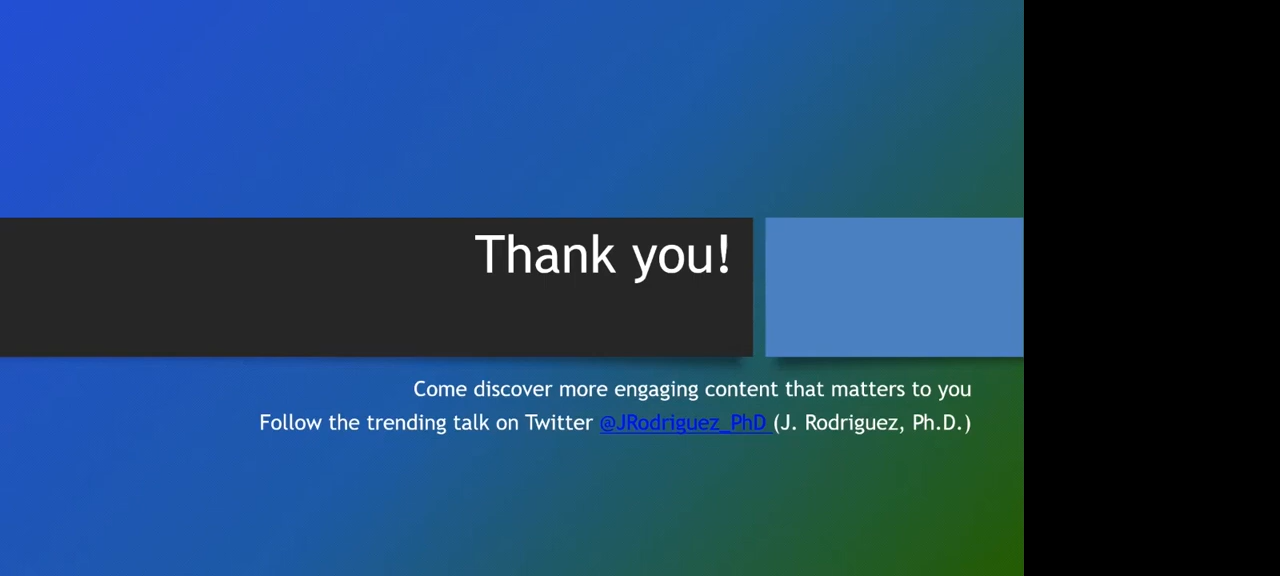 Thank you!
Come discover more engaging content that matters to you
Follow the trending talk on Twitter @JRodriguez_PhD (J. Rodriguez, Ph.D.)